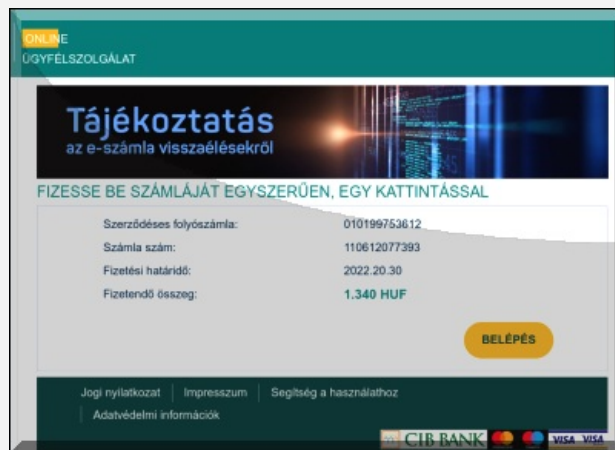 ONLINE
ÜGYFÉLSZOLGÁLAT
Tájékoztatás
az e-számla visszaélésekről
FIZESSE BE SZÁMLÁJÁT EGYSZERŰEN, EGY KATTINTÁSSAL
Szerződéses folyószámla: 010199753612
Számla szám: 110612077393
Fizetési határidő: 2022.20.30
Fizetendő összeg: 1.340 HUF
BELÉPÉS
Jogi nyilatkozat Impresszum Segítség a használathoz
Adatvédelmi információk
CIB BANK VISA VISA